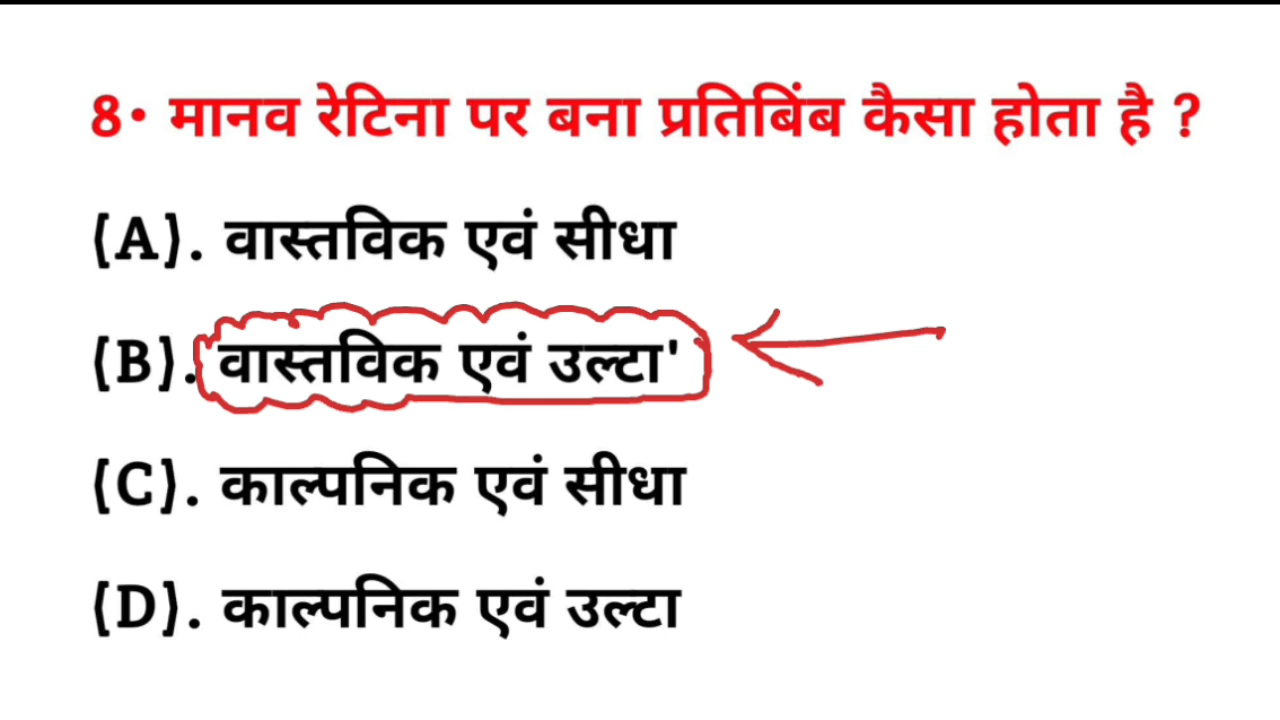 8• मानव रेटिना पर बना प्रतिबिंब कैसा होता है ?
(A). वास्तविक एवं सीधा
(B). वास्तविक एवं उल्टा'
(C). काल्पनिक एवं सीधा
(D). काल्पनिक एवं उल्टा